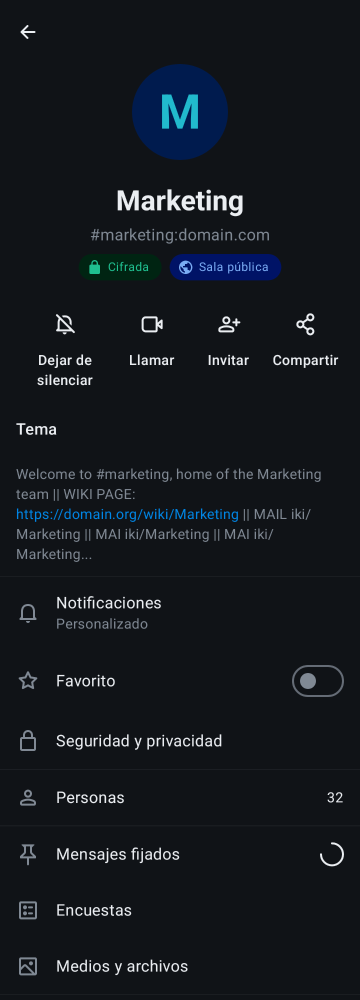 M
Marketing
#marketing:domain.com
Cifrada
Sala pública
Dejar de
silenciar
Llamar
Invitar
Compartir
Tema
Welcome to #marketing, home of the Marketing
team || WIKI PAGE:
https://domain.org/wiki/Marketing || MAIL iki/
Marketing || MAI iki/Marketing || MAI iki/
Marketing...
Notificaciones
Personalizado
Favorito
Seguridad y privacidad
Personas 32
Mensajes fijados
Encuestas
Medios y archivos